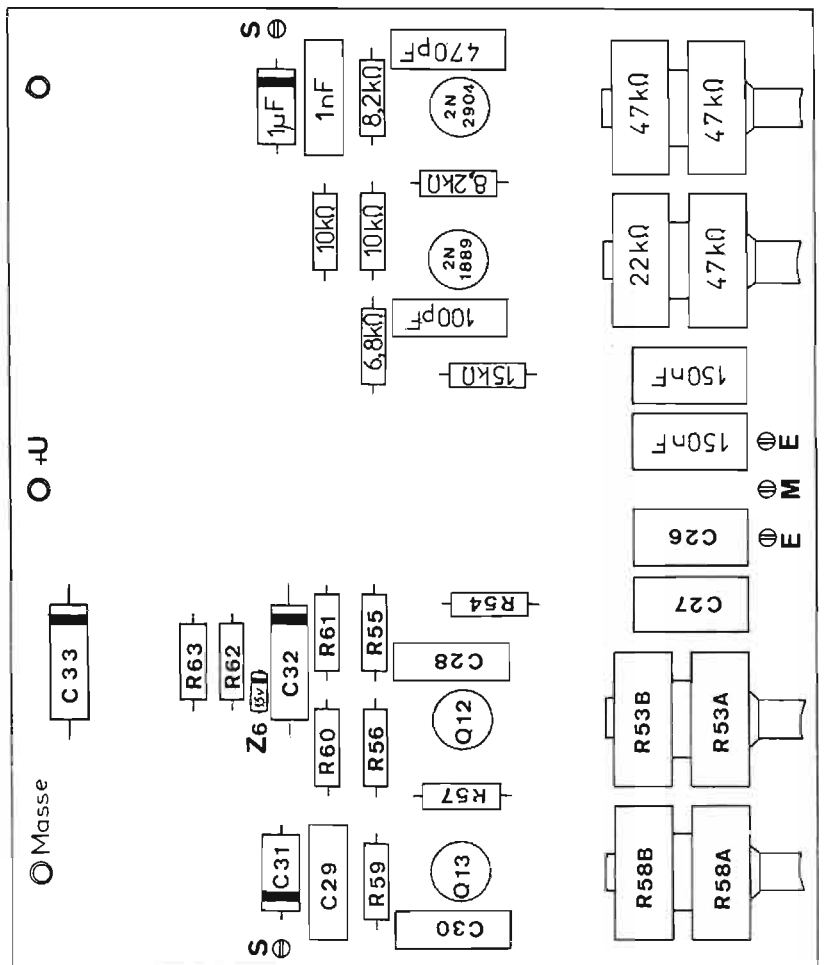 S
470pF
1µF
1nF
8,2kΩ
2N
2904
47kΩ
47kΩ
8,2kΩ
10kΩ
10kΩ
2N
1889
22kΩ
47kΩ
6,8kΩ
100pF
15kΩ
150nF
150nF
+U
E
M
C26
E
C27
R54
C33
R63
R62
C32
R61
R55
C28
15V
Z6
R60
R56
Q12
R53B
R53A
R57
Masse
C31
C29
R59
Q13
R58B
R58A
C30
S